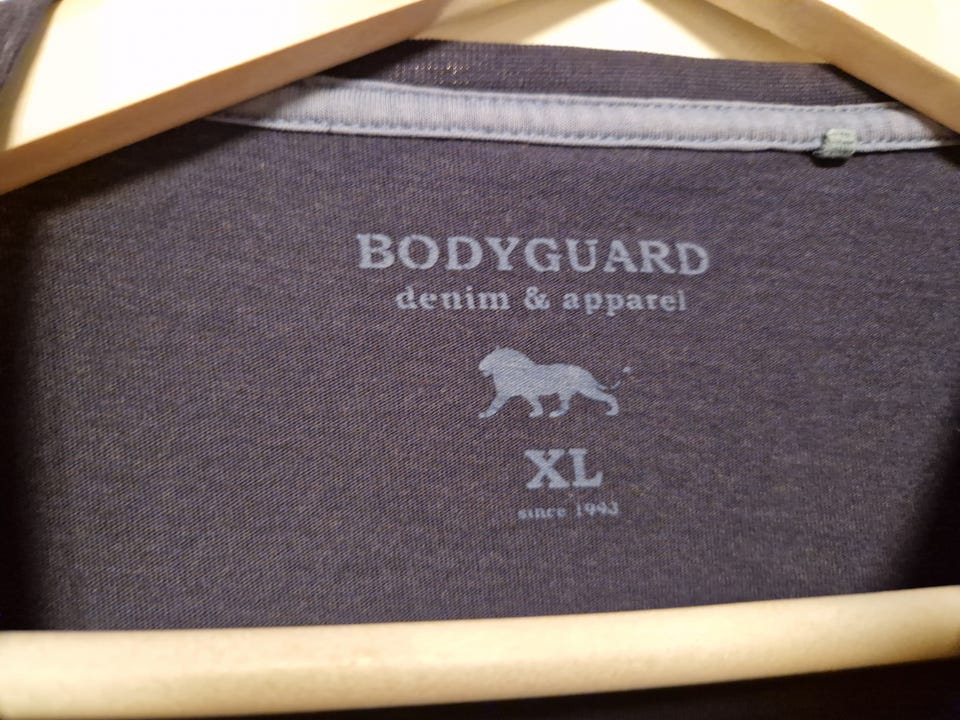 BODYGUARD
denim & apparel
XL
since 1993